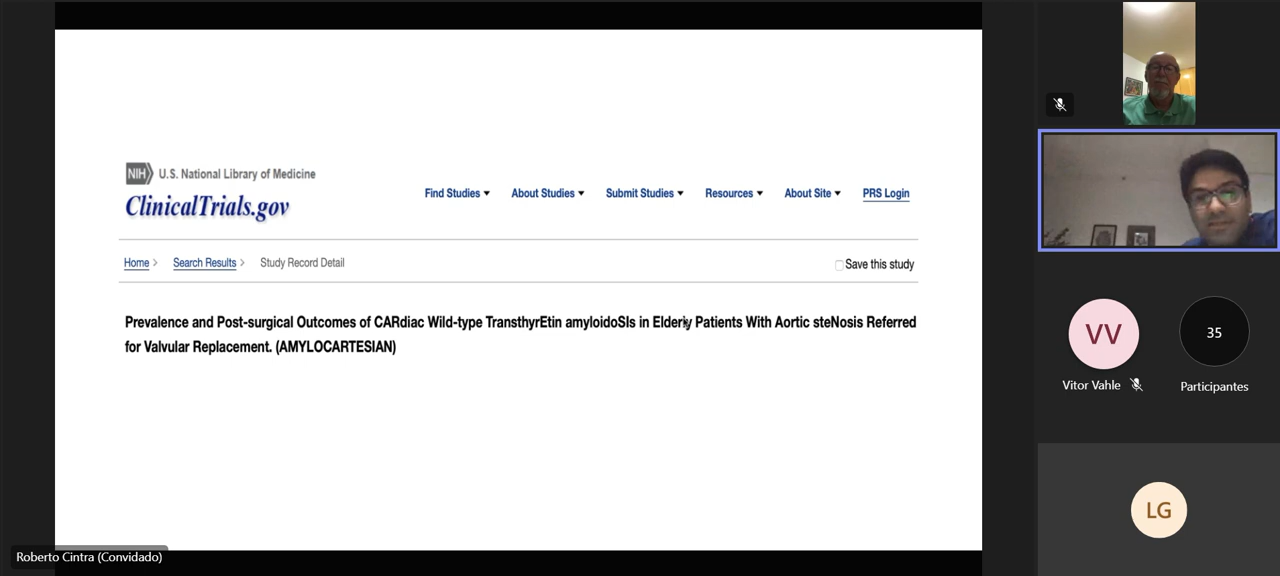 NIH U.S. National Library of Medicine
ClinicalTrials.gov
Find Studies About Studies Submit Studies Resources About Site PRS Login
Home Search Results Study Record Detail
Save this study
Prevalence and Post-surgical Outcomes of CARdiac Wild-type TransthyrEtin amyloidoSIs in Elderly Patients With Aortic steNosis Referred
for Valvular Replacement. (AMYLOCARTESIAN)
Roberto Cintra (Convidado)
VV
Vitor Vahle
35
Participantes
LG